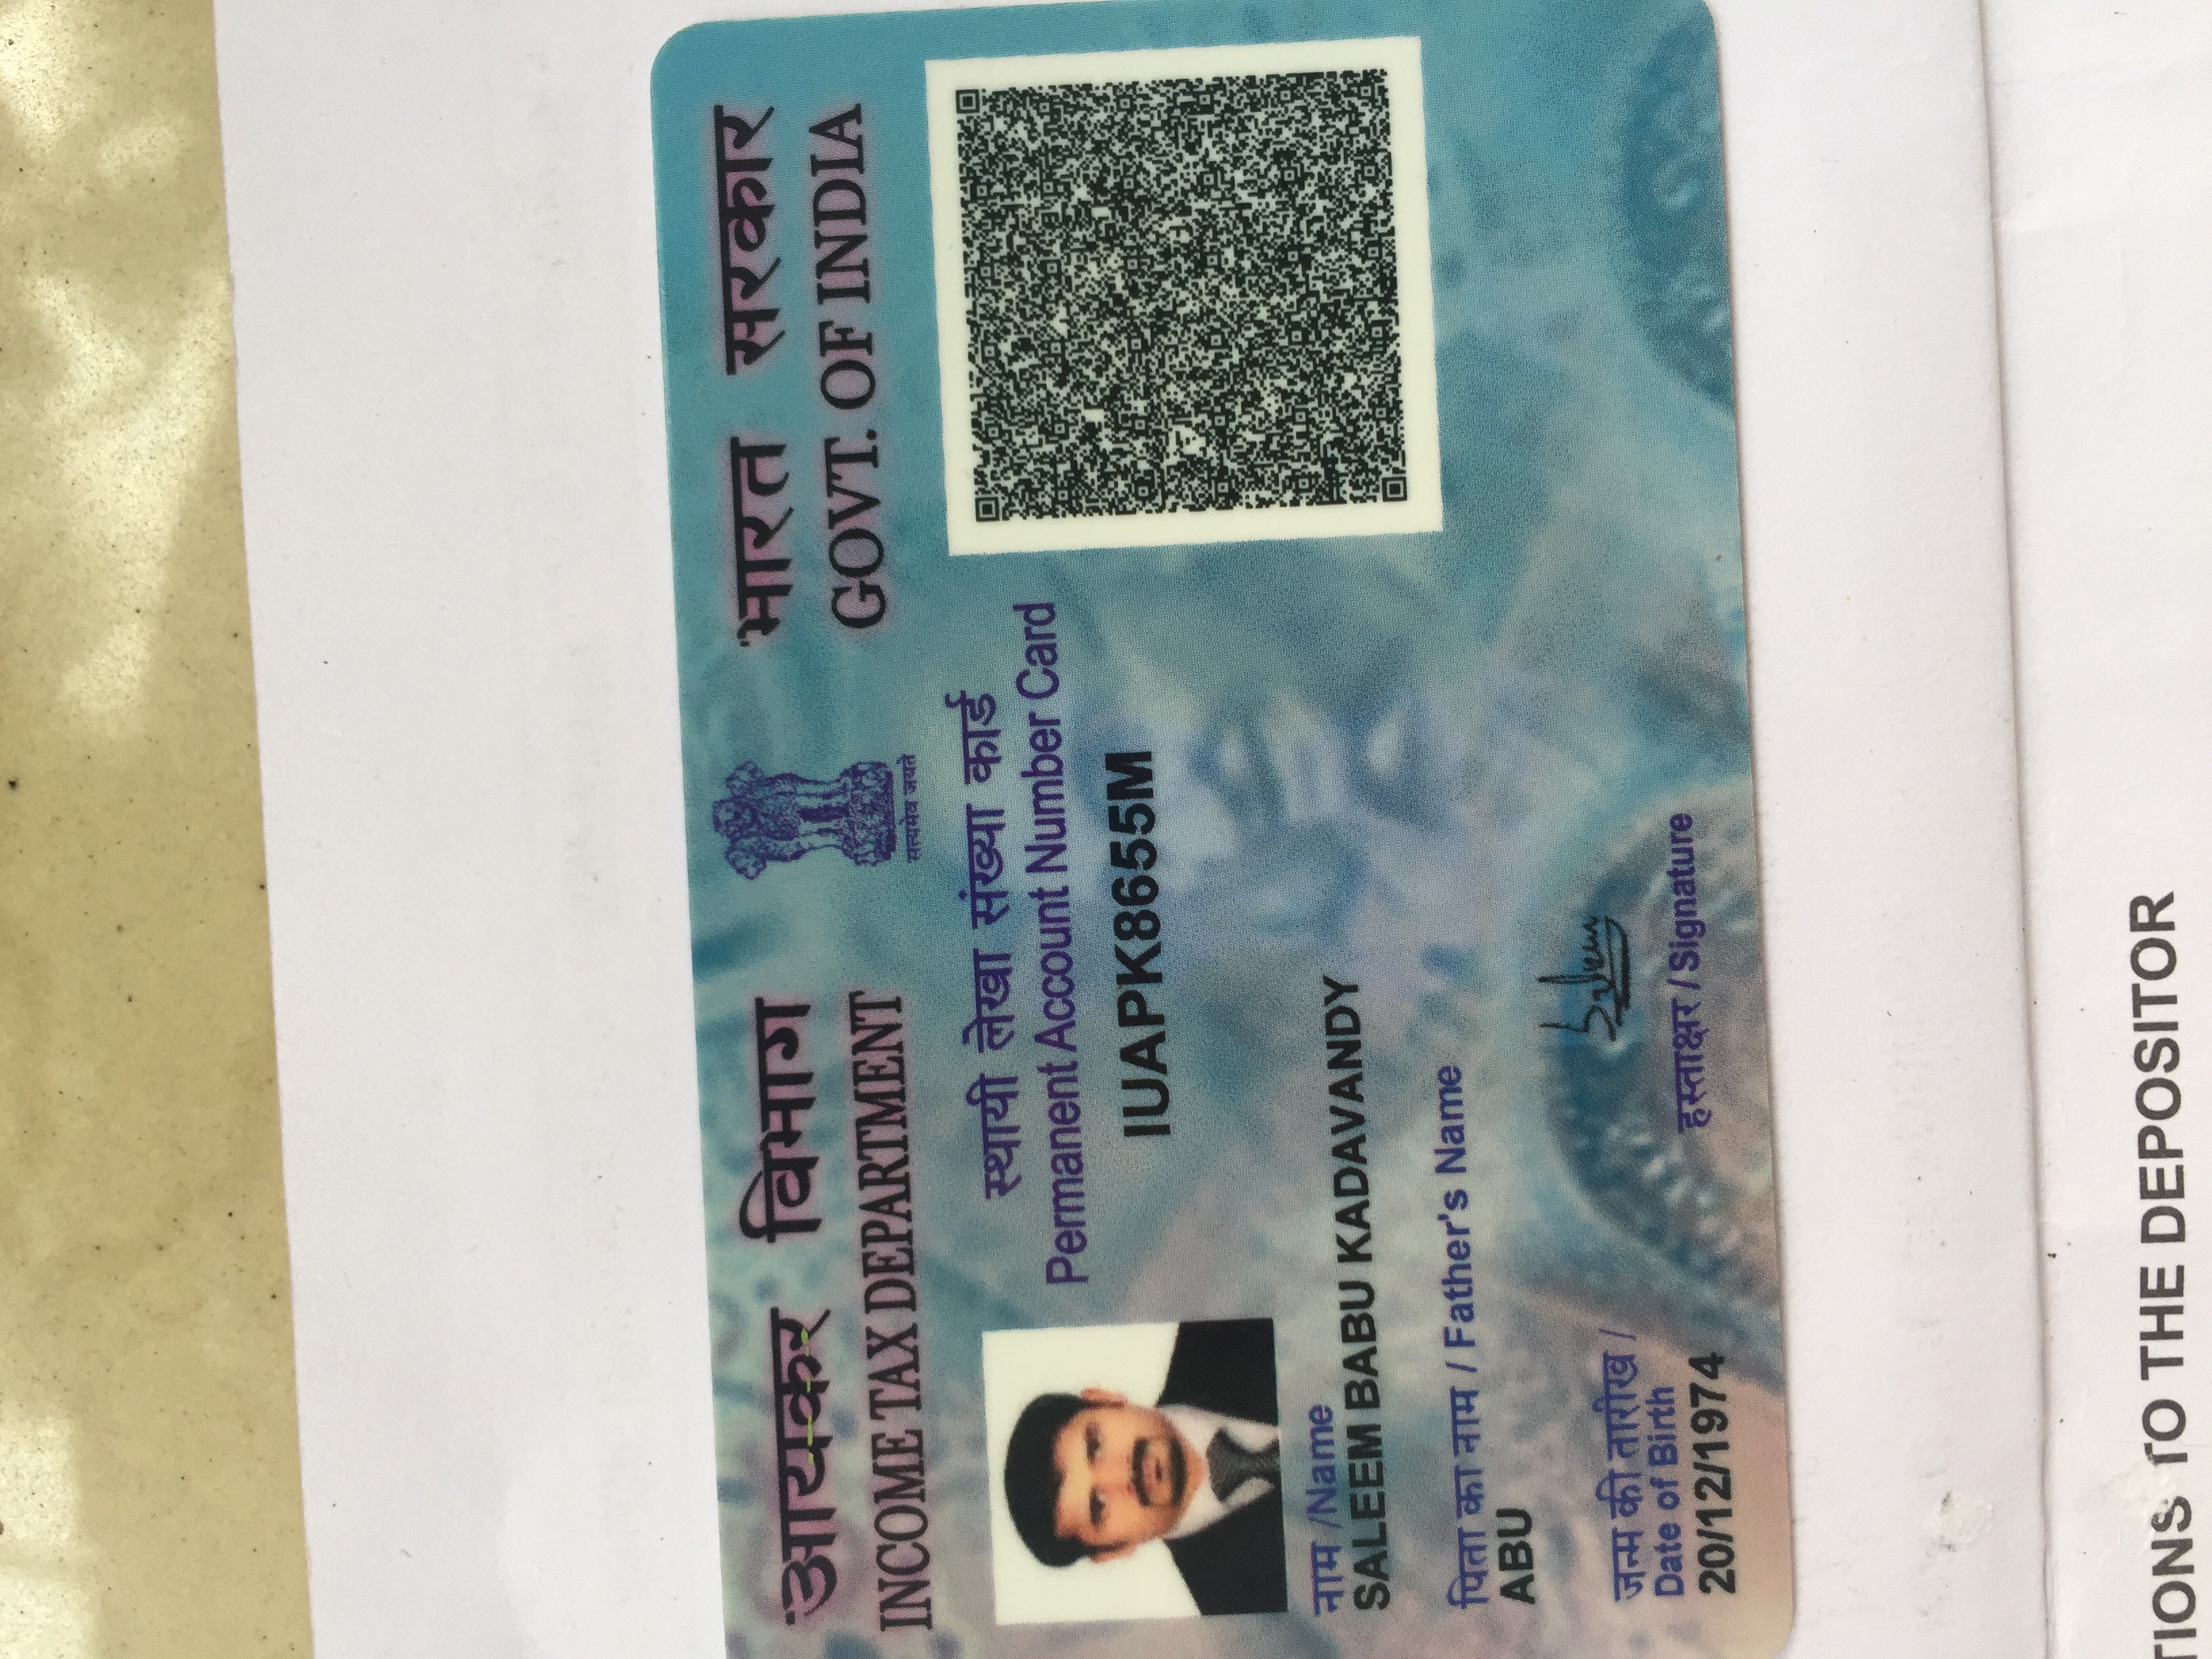 आयकर विभाग
INCOME TAX DEPARTMENT
सत्यमेव जयते
भारत सरकार
GOVT. OF INDIA
स्थायी लेखा संख्या कार्ड
Permanent Account Number Card
IUAPK8655M
नाम /Name
SALEEM BABU KADAVANDY
पिता का नाम / Father's Name
ABU
जन्म की तारीख /
Date of Birth
20/12/1974
Saleem
हस्ताक्षर / Signature
TIONS TO THE DEPOSITOR